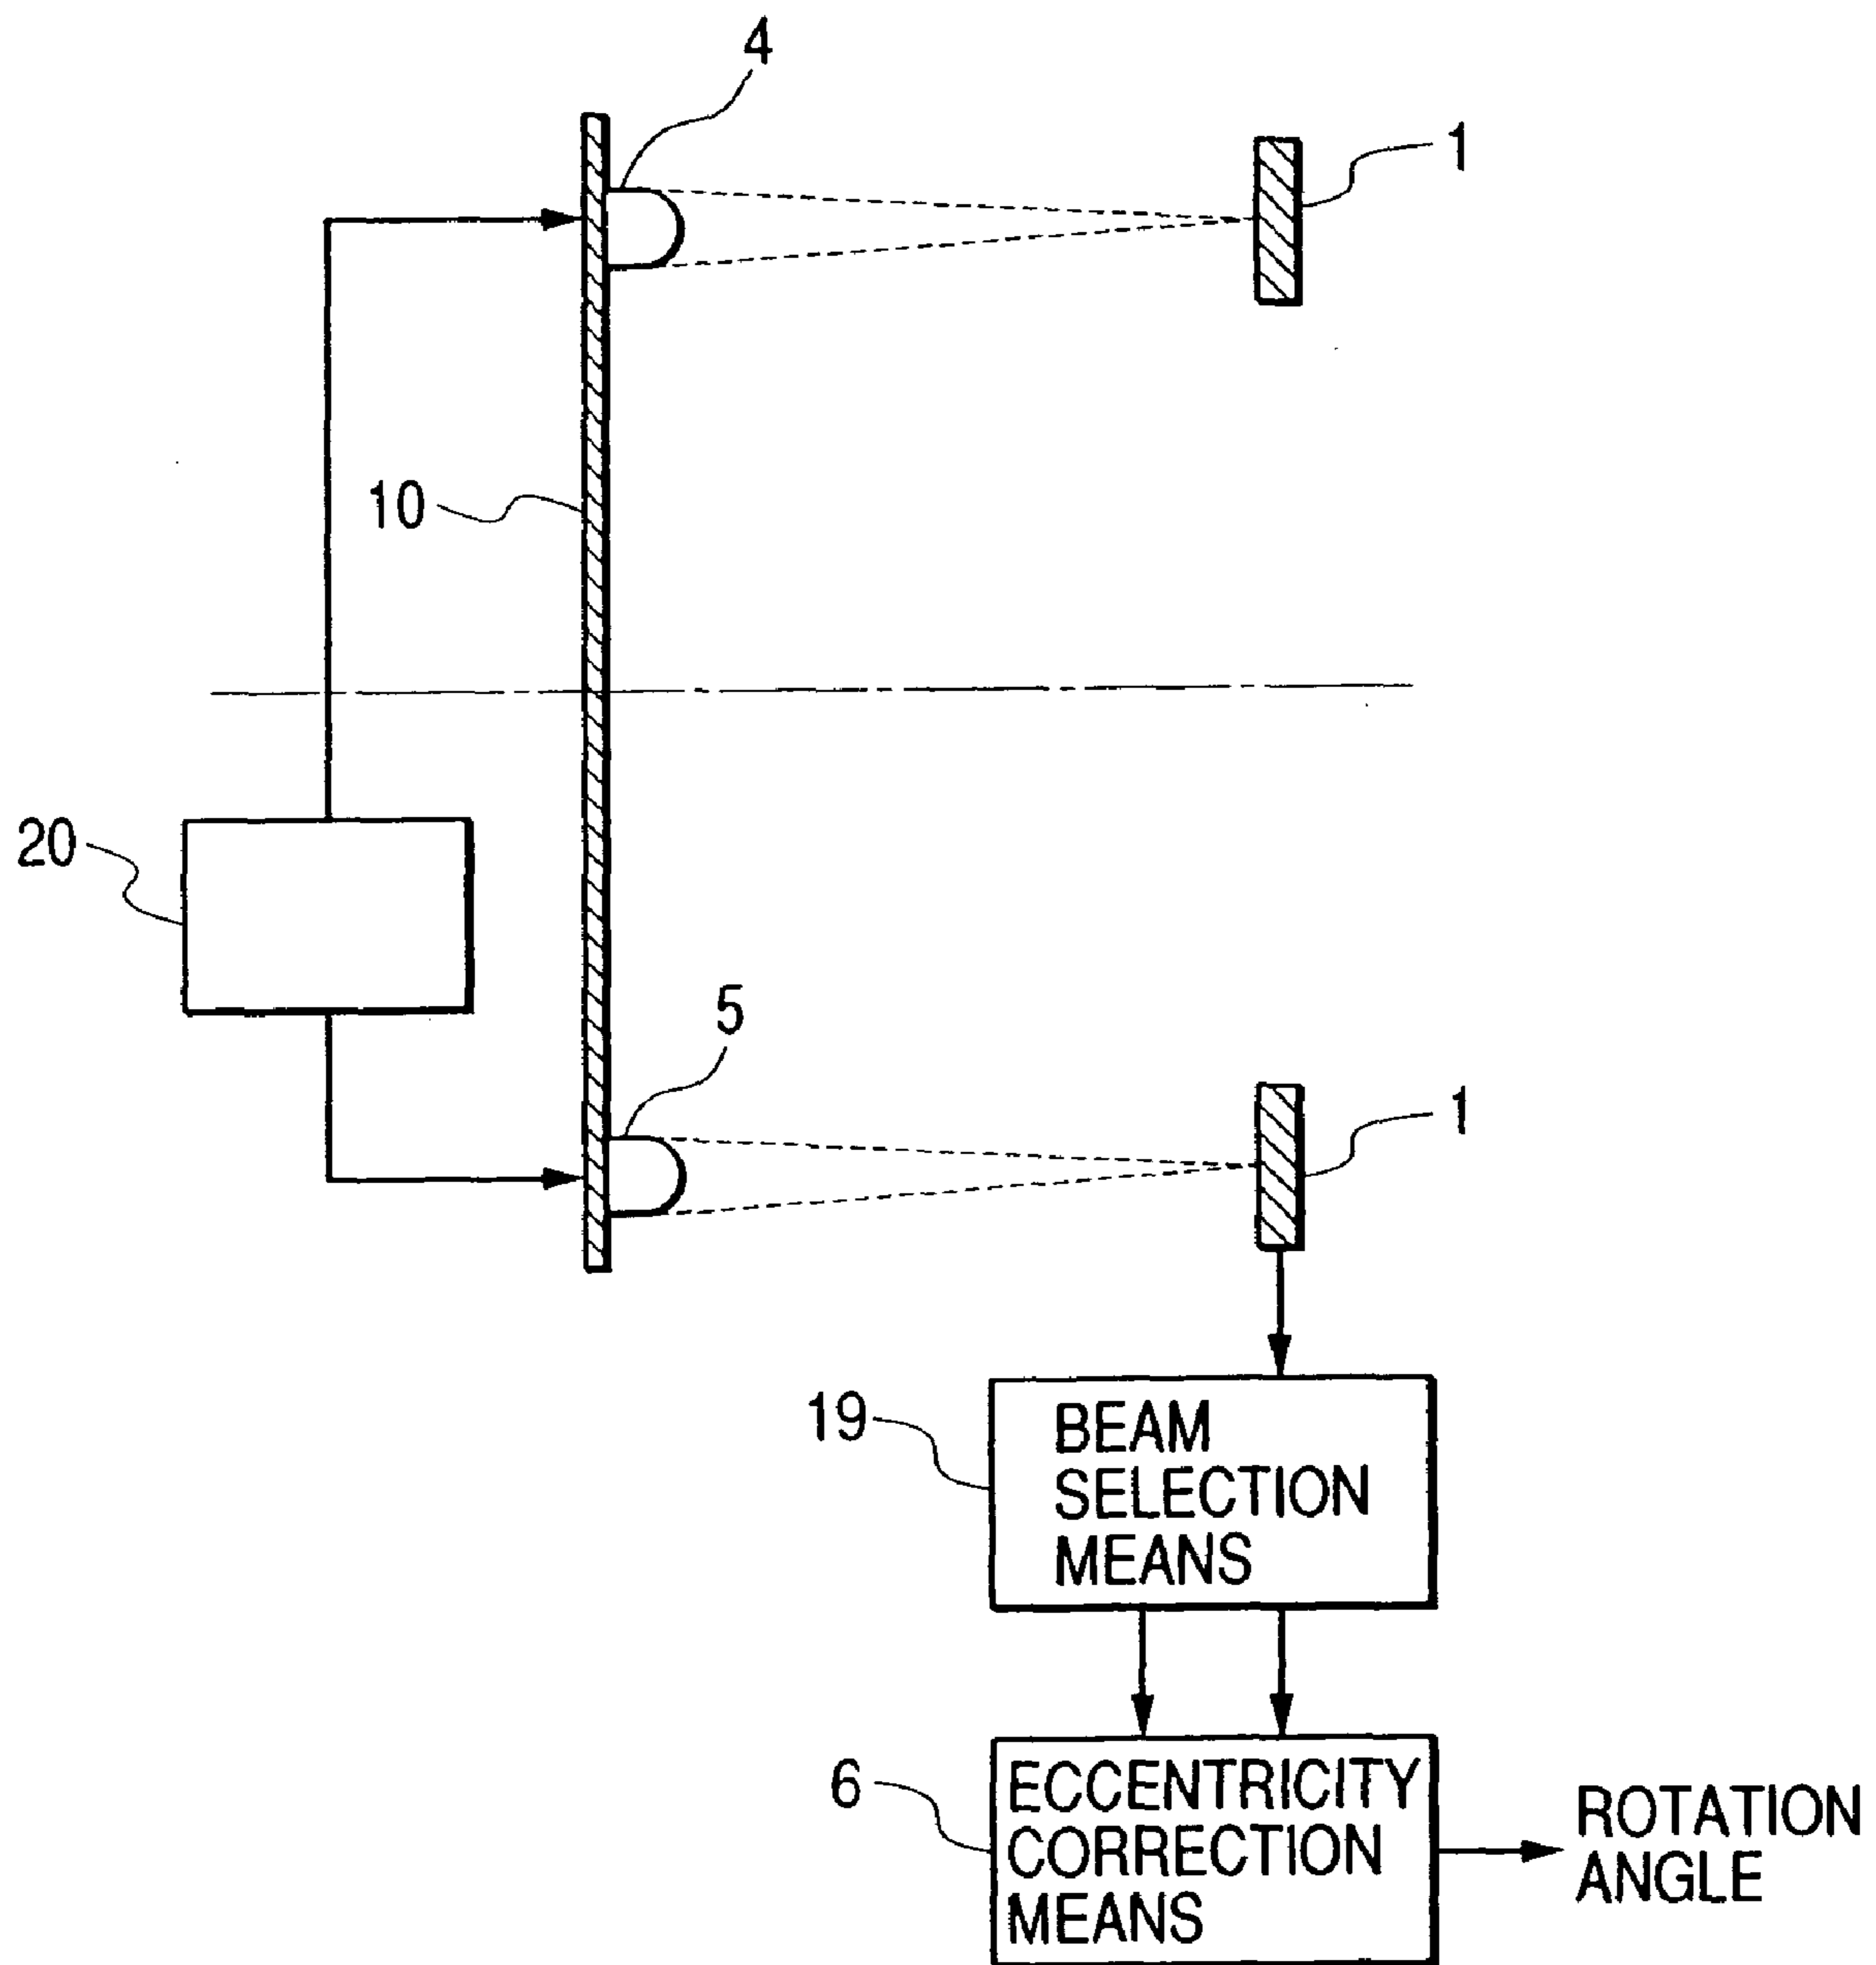 4
1
10
20
5
1
19
BEAM
SELECTION
MEANS
6
ECCENTRICITY
CORRECTION
MEANS
ROTATION
ANGLE